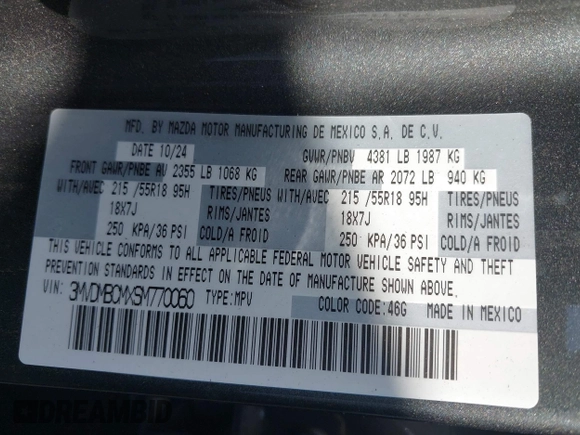 MFD. BY MAZDA MOTOR MANUFACTURING DE MEXICO S.A. DE C.V.
DATE 10/24 GVWR/PNBV 4381 LB 1987 KG
FRONT GAWR/PNBE AV 2355 LB 1068 KG REAR GAWR/PNBE AR 2072 LB 940 KG
WITH/AVEC 215 /55R18 95H TIRES/PNEUS WITH/AVEC 215 /55R18 95H TIRES/PNEUS
18X7J RIMS/JANTES 18X7J RIMS/JANTES
250 KPA/36 PSI COLD/A FROID 250 KPA/36 PSI COLD/A FROID
THIS VEHICLE CONFORMS TO ALL APPLICABLE FEDERAL MOTOR VEHICLE SAFETY AND THEFT
PREVENTION STANDARDS IN EFFECT ON THE DATE OF MANUFACTURE SHOWN ABOVE.
VIN: 3MVDMBCMXSM770060 TYPE:MPV COLOR CODE:46G MADE IN MEXICO
DREAMBID